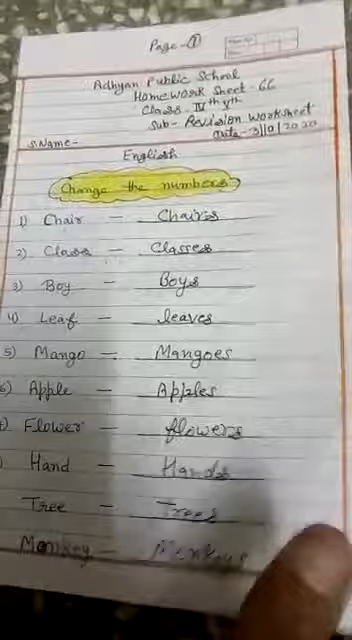 Page-①
Adhyan Public School
Homework Sheet-66
Class-IVth Vth
Sub- Revision Worksheet
Date-3/10/2020
S.Name-
English
Change the numbers
1) Chair - Chairs
2) Class - Classes
3) Boy - Boys
4) Leaf - leaves
5) Mango - Mangoes
6) Apple - Apples
Flower - flowers
Hand - Hands
Tree - Trees
Monkey - Monkeys